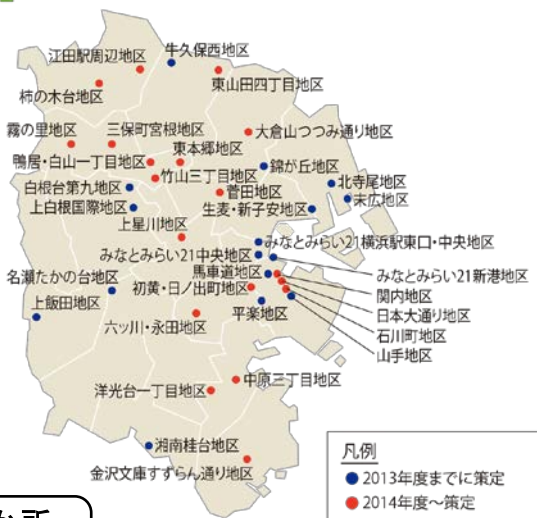 牛久保西地区
江田駅周辺地区
東山田四丁目地区
柿の木台地区
霧の里地区
三保町宮根地区
大倉山つつみ通り地区
東本郷地区
鴨居・白山一丁目地区
錦が丘地区
竹山三丁目地区
北寺尾地区
白根台第九地区
菅田地区
末広地区
上白根国際地区
生麦・新子安地区
上星川地区
みなとみらい21横浜駅東口・中央地区
みなとみらい21中央地区
馬車道地区
みなとみらい21新港地区
名瀬たかの台地区
初黄・日ノ出町地区
関内地区
上飯田地区
平楽地区
日本大通り地区
六ッ川・永田地区
石川町地区
山手地区
中原三丁目地区
洋光台一丁目地区
湘南桂台地区
金沢文庫すずらん通り地区
凡例
2013年度までに策定
2014年度～策定